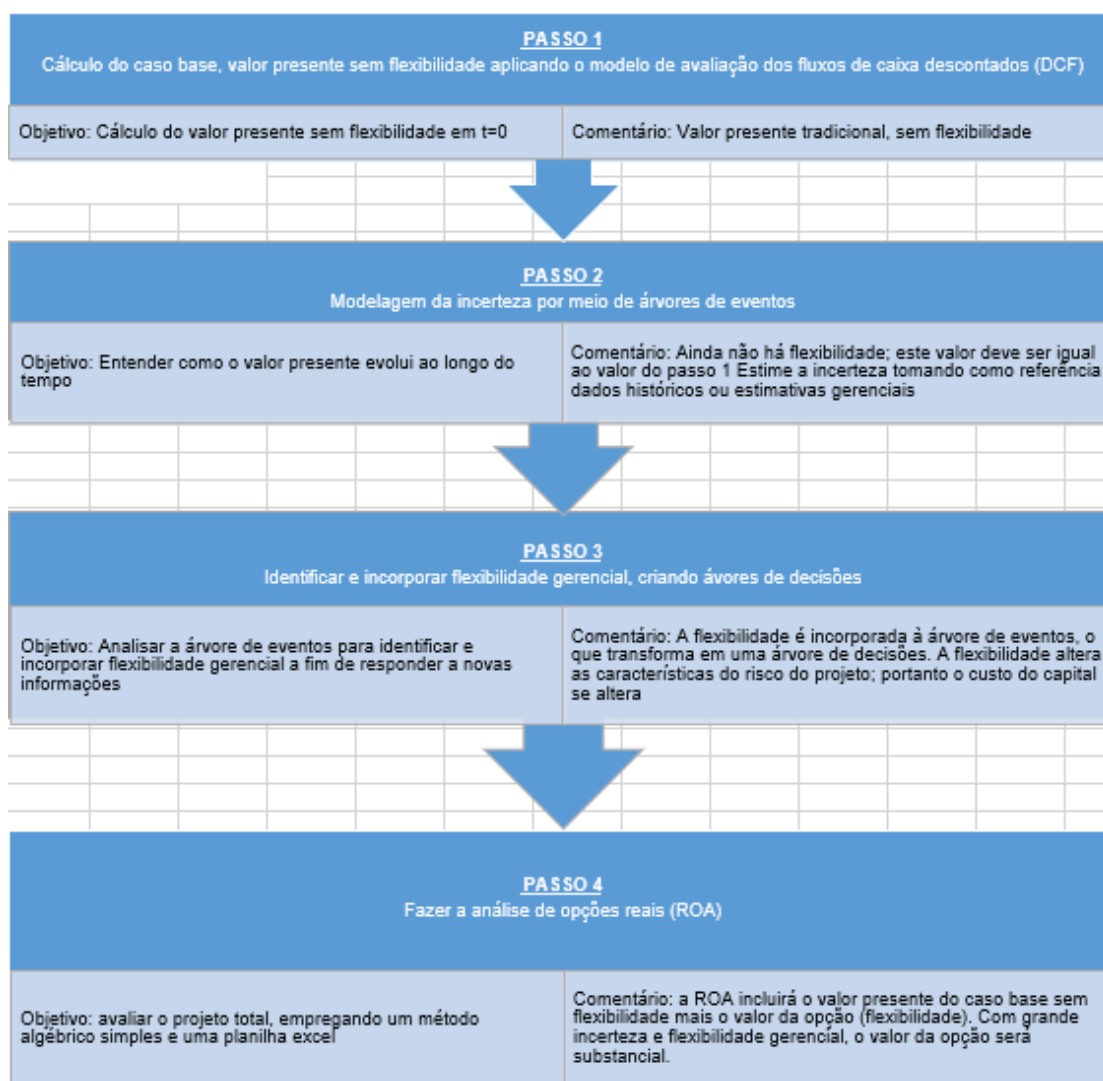 PASSO 1
Cálculo do caso base, valor presente sem flexibilidade aplicando o modelo de avaliação dos fluxos de caixa descontados (DCF)
Objetivo: Cálculo do valor presente sem flexibilidade em t=0
Comentário: Valor presente tradicional, sem flexibilidade
PASSO 2
Modelagem da incerteza por meio de árvores de eventos
Objetivo: Entender como o valor presente evolui ao longo do
tempo
Comentário: Ainda não há flexibilidade; este valor deve ser igual
ao valor do passo 1 Estime a incerteza tomando como referência
dados históricos ou estimativas gerenciais
PASSO 3
Identificar e incorporar flexibilidade gerencial, criando ávores de decisões
Objetivo: Analisar a árvore de eventos para identificar e
incorporar flexibilidade gerencial a fim de responder a novas
informações
Comentário: A flexibilidade é incorporada à árvore de eventos, o
que transforma em uma árvore de decisões. A flexibilidade altera
as características do risco do projeto; portanto o custo do capital
se altera
PASSO 4
Fazer a análise de opções reais (ROA)
Objetivo: avaliar o projeto total, empregando um método
algébrico simples e uma planilha excel
Comentário: a ROA incluirá o valor presente do caso base sem
flexibilidade mais o valor da opção (flexibilidade). Com grande
incerteza e flexibilidade gerencial, o valor da opção será
substancial.